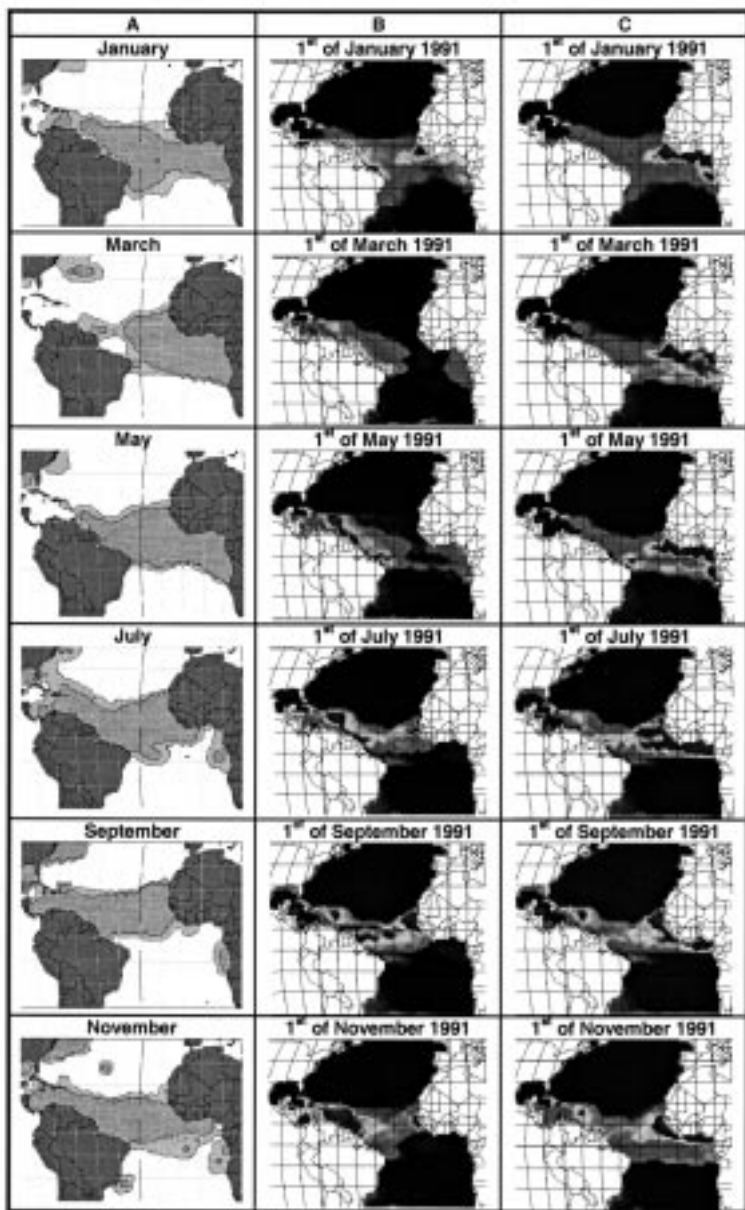 A B C
January 1st of January 1991 1st of January 1991
March 1st of March 1991 1st of March 1991
May 1st of May 1991 1st of May 1991
July 1st of July 1991 1st of July 1991
September 1st of September 1991 1st of September 1991
November 1st of November 1991 1st of November 1991